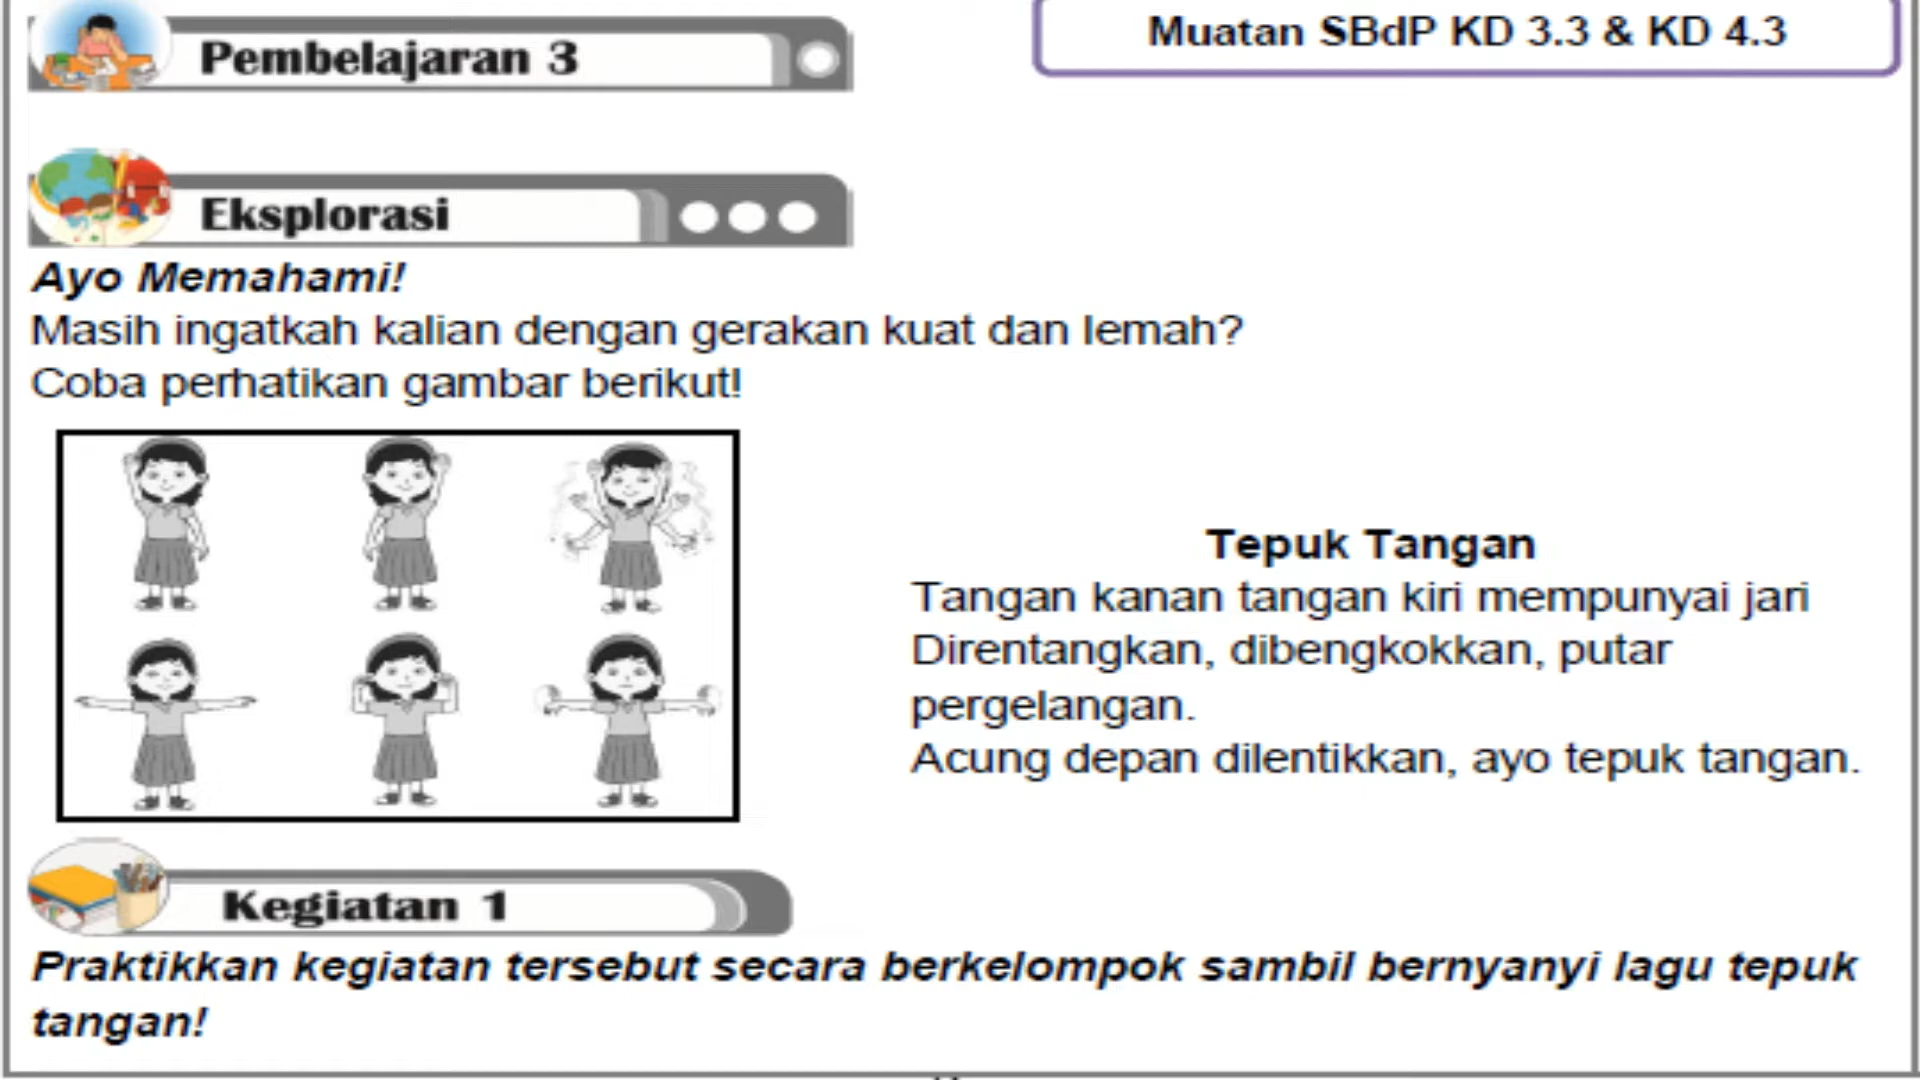 Pembelajaran 3
Muatan SBdP KD 3.3 & KD 4.3
Eksplorasi
Ayo Memahami!
Masih ingatkah kalian dengan gerakan kuat dan lemah?
Coba perhatikan gambar berikut!
Tepuk Tangan
Tangan kanan tangan kiri mempunyai jari
Direntangkan, dibengkokkan, putar
pergelangan.
Acung depan dilentikkan, ayo tepuk tangan.
Kegiatan 1
Praktikkan kegiatan tersebut secara berkelompok sambil bernyanyi lagu tepuk
tangan!